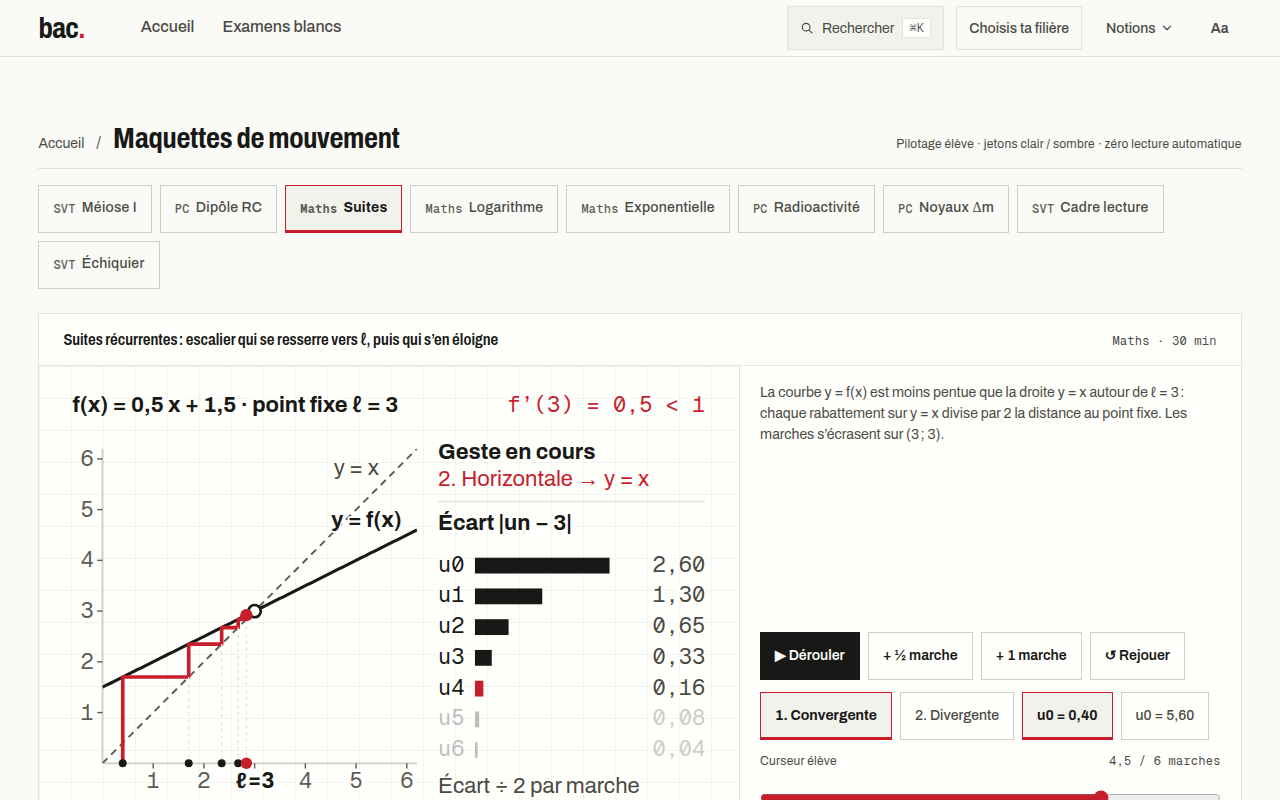 bac.
Accueil
Examens blancs
Rechercher ⌘K
Choisis ta filière
Notions
Aa
Accueil / Maquettes de mouvement
Pilotage élève · jetons clair / sombre · zéro lecture automatique
SVT Méiose I
PC Dipôle RC
Maths Suites
Maths Logarithme
Maths Exponentielle
PC Radioactivité
PC Noyaux Δm
SVT Cadre lecture
SVT Échiquier
Suites récurrentes : escalier qui se resserre vers ℓ, puis qui s’en éloigne
Maths · 30 min
f(x) = 0,5 x + 1,5 · point fixe ℓ = 3
f’(3) = 0,5 < 1
6
5
4
3
2
1
y = x
y = f(x)
1
2
ℓ=3
4
5
6
Geste en cours
2. Horizontale → y = x
Écart |un − 3|
u0 2,60
u1 1,30
u2 0,65
u3 0,33
u4 0,16
u5 0,08
u6 0,04
Écart ÷ 2 par marche
La courbe y = f(x) est moins pentue que la droite y = x autour de ℓ = 3 :
chaque rabattement sur y = x divise par 2 la distance au point fixe. Les
marches s’écrasent sur (3 ; 3).
▶ Dérouler
+ ½ marche
+ 1 marche
↺ Rejouer
1. Convergente
2. Divergente
u0 = 0,40
u0 = 5,60
Curseur élève
4,5 / 6 marches